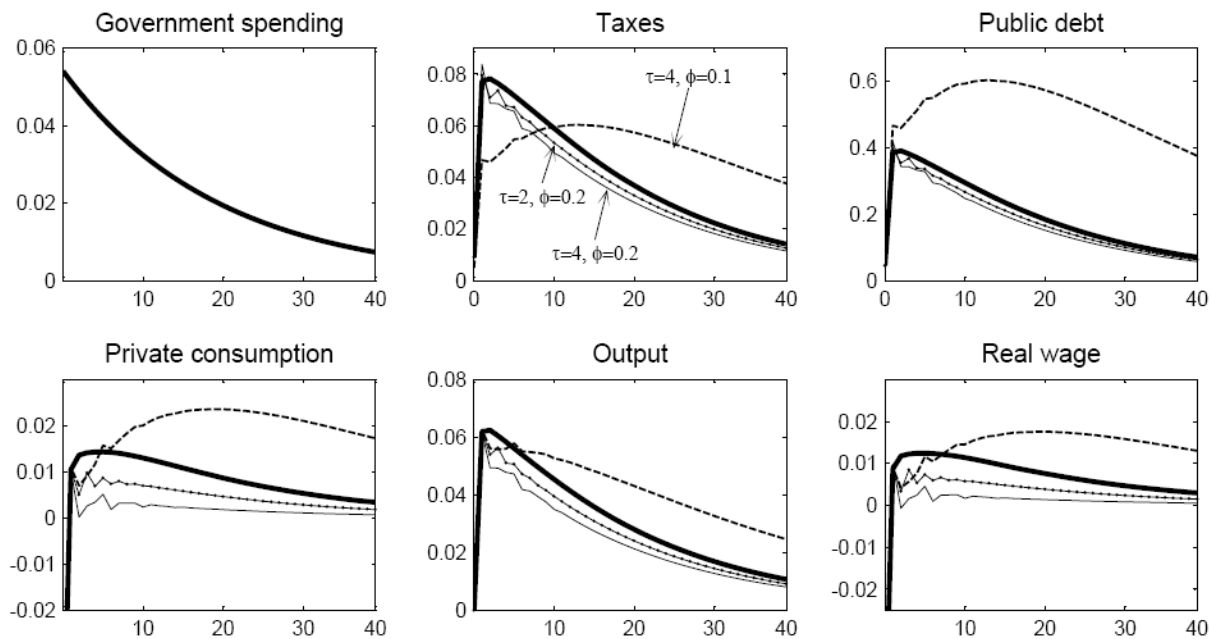 Government spending
0.06
0.04
0.02
0
10 20 30 40
Taxes
0.08
0.06
0.04
0.02
0
0 10 20 30 40
τ=4, ϕ=0.1
τ=2, ϕ=0.2
τ=4, ϕ=0.2
Public debt
0.6
0.4
0.2
0
0 10 20 30 40
Private consumption
0.02
0.01
0
-0.01
-0.02
10 20 30 40
Output
0.08
0.06
0.04
0.02
0
0 10 20 30 40
Real wage
0.02
0.01
0
-0.01
-0.02
10 20 30 40